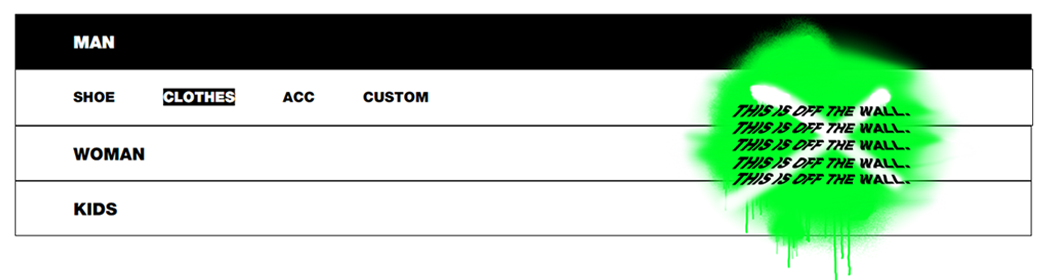 MAN
SHOE CLOTHES ACC CUSTOM
THIS IS OFF THE WALL.
THIS IS OFF THE WALL.
WOMAN
THIS IS OFF THE WALL.
THIS IS OFF THE WALL.
THIS IS OFF THE WALL.
KIDS